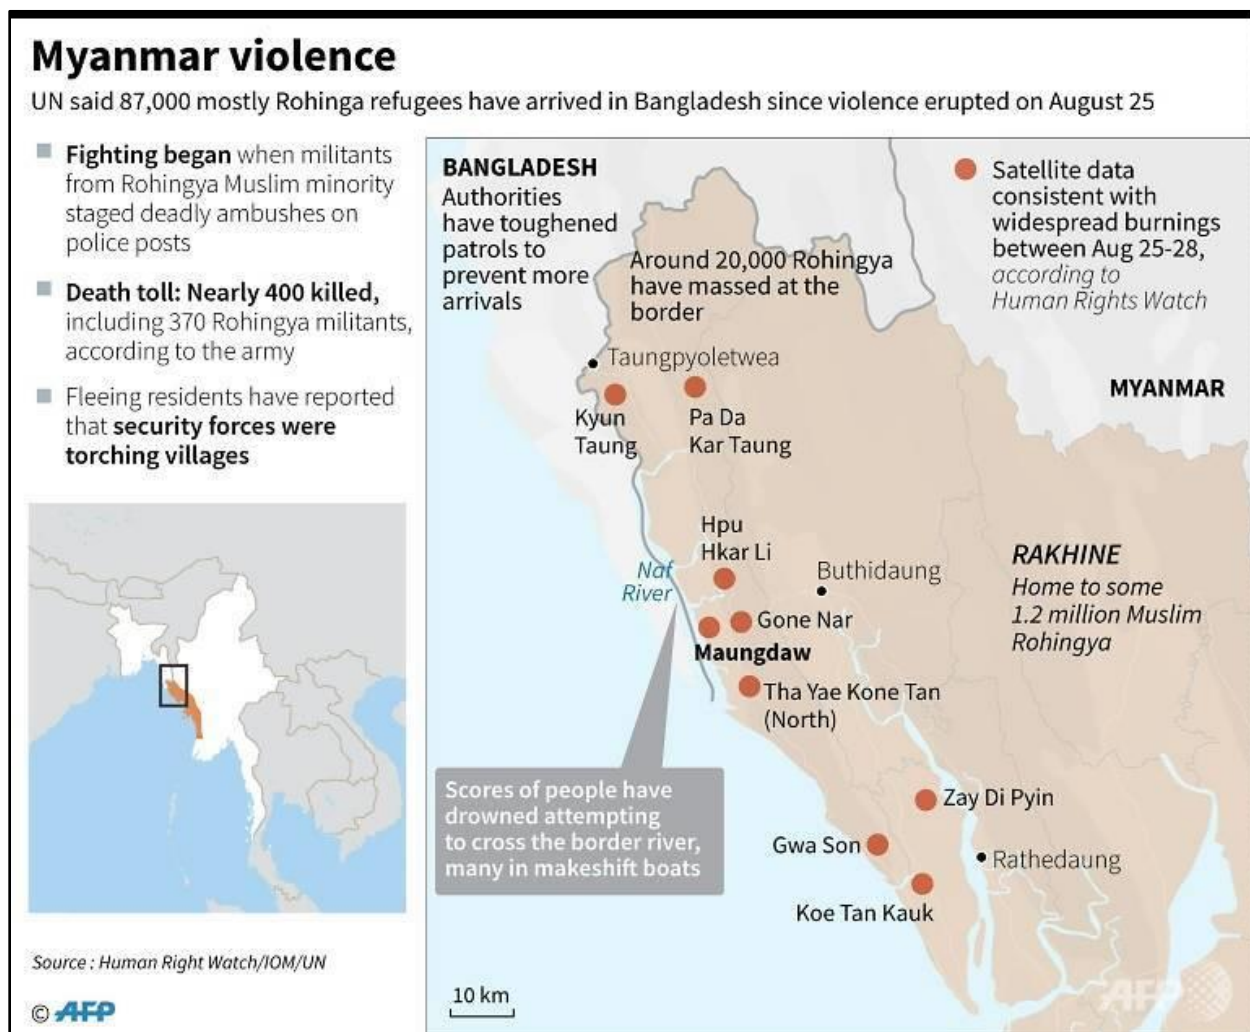 Myanmar violence
UN said 87,000 mostly Rohinga refugees have arrived in Bangladesh since violence erupted on August 25
Fighting began when militants
from Rohingya Muslim minority
staged deadly ambushes on
police posts
Death toll: Nearly 400 killed,
including 370 Rohingya militants,
according to the army
Fleeing residents have reported
that security forces were
torching villages
BANGLADESH
Authorities
have toughened
patrols to
prevent more
arrivals
Around 20,000 Rohingya
have massed at the
border
Satellite data
consistent with
widespread burnings
between Aug 25-28,
according to
Human Rights Watch
MYANMAR
Taungpyoletwea
Kyun
Taung
Pa Da
Kar Taung
Hpu
Hkar Li
Naf
River
Buthidaung
Gone Nar
Maungdaw
Tha Yae Kone Tan
(North)
RAKHINE
Home to some
1.2 million Muslim
Rohingya
Scores of people have
drowned attempting
to cross the border river,
many in makeshift boats
Zay Di Pyin
Gwa Son
Rathedaung
Koe Tan Kauk
10 km
Source : Human Right Watch/IOM/UN
© AFP
AFP